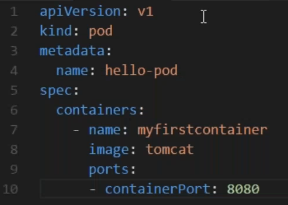 1 apiVersion: v1
2 kind: pod
3 metadata:
4   name: hello-pod
5 spec:
6   containers:
7     - name: myfirstcontainer
8       image: tomcat
9       ports:
10      - containerPort: 8080